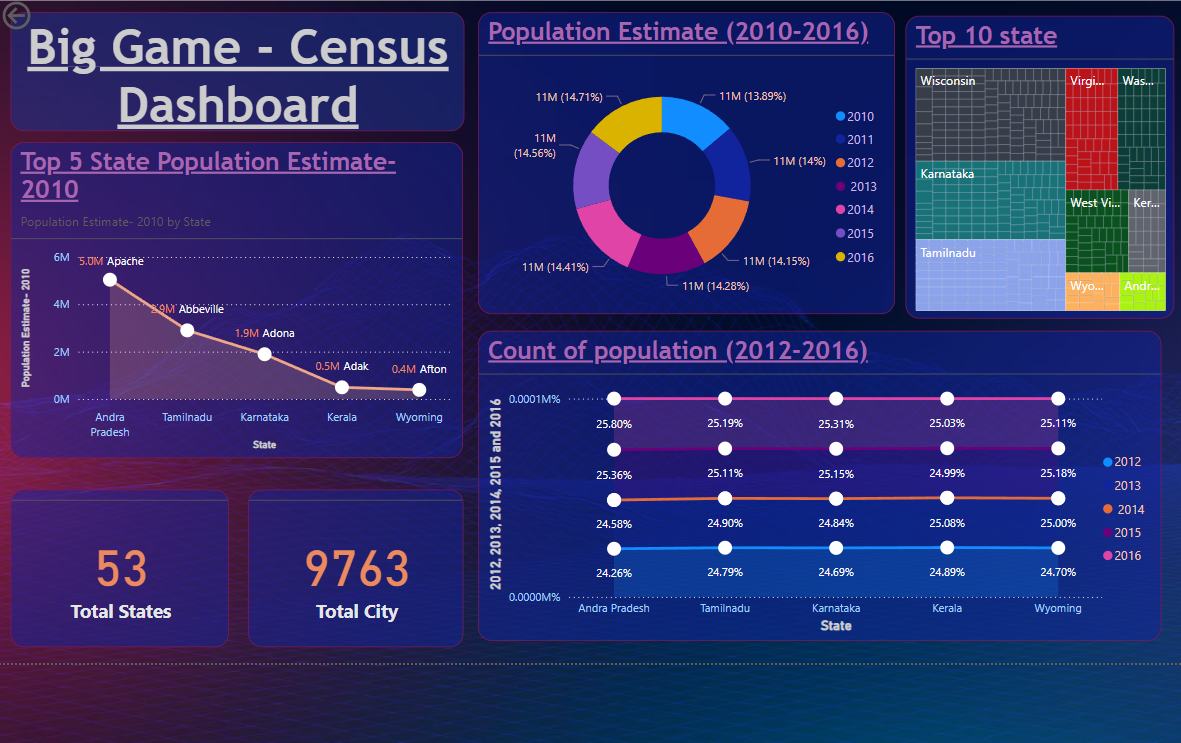 Big Game - Census
Dashboard
Top 5 State Population Estimate-
2010
Population Estimate- 2010 by State
Population Estimate- 2010
6M
4M
2M
0M
5.0M Apache
2.9M Abbeville
1.9M Adona
0.5M Adak
0.4M Afton
Andra
Pradesh
Tamilnadu
Karnataka
Kerala
Wyoming
State
53
Total States
9763
Total City
Population Estimate (2010-2016)
11M (14.71%)
11M (13.89%)
11M
(14.56%)
11M (14%)
11M (14.41%)
11M (14.15%)
11M (14.28%)
2010
2011
2012
2013
2014
2015
2016
Top 10 state
Wisconsin
Virgi...
Was...
Karnataka
West Vi...
Ker...
Tamilnadu
Wyo...
Andr...
Count of population (2012-2016)
2012, 2013, 2014, 2015 and 2016
0.0001M%
25.80% 25.19% 25.31% 25.03% 25.11%
25.36% 25.11% 25.15% 24.99% 25.18%
24.58% 24.90% 24.84% 25.08% 25.00%
24.26% 24.79% 24.69% 24.89% 24.70%
0.0000M%
Andra Pradesh Tamilnadu Karnataka Kerala Wyoming
State
2012
2013
2014
2015
2016